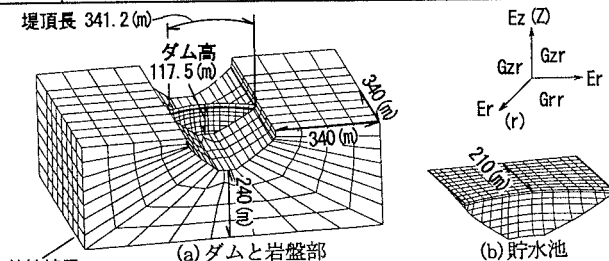 堤頂長 341.2(m)
ダム高
117.5(m)
340(m)
340(m)
240(m)
(a)ダムと岩盤部
Ez(Z)
Gzr
Gzr
Er
Er
Grr
(r)
210(m)
(b)貯水池